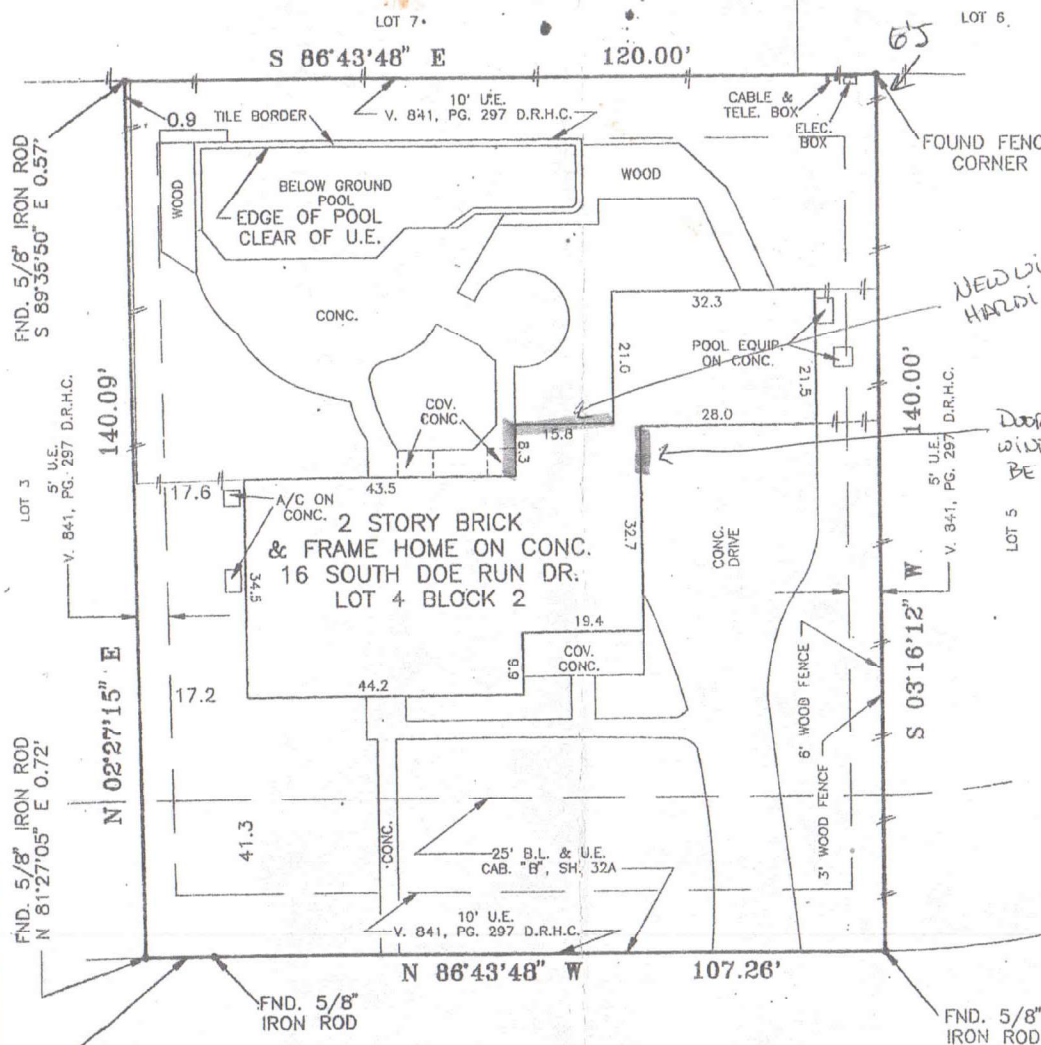 LOT 7
LOT 6
S 86°43'48" E
120.00'
6'5
10' U.E.
V. 841, PG. 297 D.R.H.C.
CABLE &
TELE. BOX
ELEC.
BOX
0.9
TILE BORDER
FND. 5/8" IRON ROD
S 89°35'50" E 0.57'
WOOD
BELOW GROUND
POOL
EDGE OF POOL
CLEAR OF U.E.
WOOD
FOUND FENC
CORNER
CONC.
32.3
NEW
POOL EQUIP.
ON CONC.
21.0
21.5
140.09'
140.00'
COV.
CONC.
15.8
28.0
8.3
BE
LOT 3
5' U.E.
V. 841, PG. 297 D.R.H.C.
5' U.E.
V. 841, PG. 297 D.R.H.C.
LOT 5
17.6
A/C ON
CONC.
43.5
2 STORY BRICK
& FRAME HOME ON CONC.
16 SOUTH DOE RUN DR.
LOT 4 BLOCK 2
34.5
32.7
CONC.
DRIVE
19.4
COV.
CONC.
9.9
44.2
17.2
N 02°27'15" E
S 03°16'12" W
6' WOOD FENCE
3' WOOD FENCE
FND. 5/8" IRON ROD
N 81°27'05" E 0.72'
41.3
CONC.
25' B.L. & U.E.
CAB. "B", SH. 32A
10' U.E.
V. 841, PG. 297 D.R.H.C.
N 86°43'48" W
107.26'
FND. 5/8"
IRON ROD
FND. 5/8"
IRON ROD